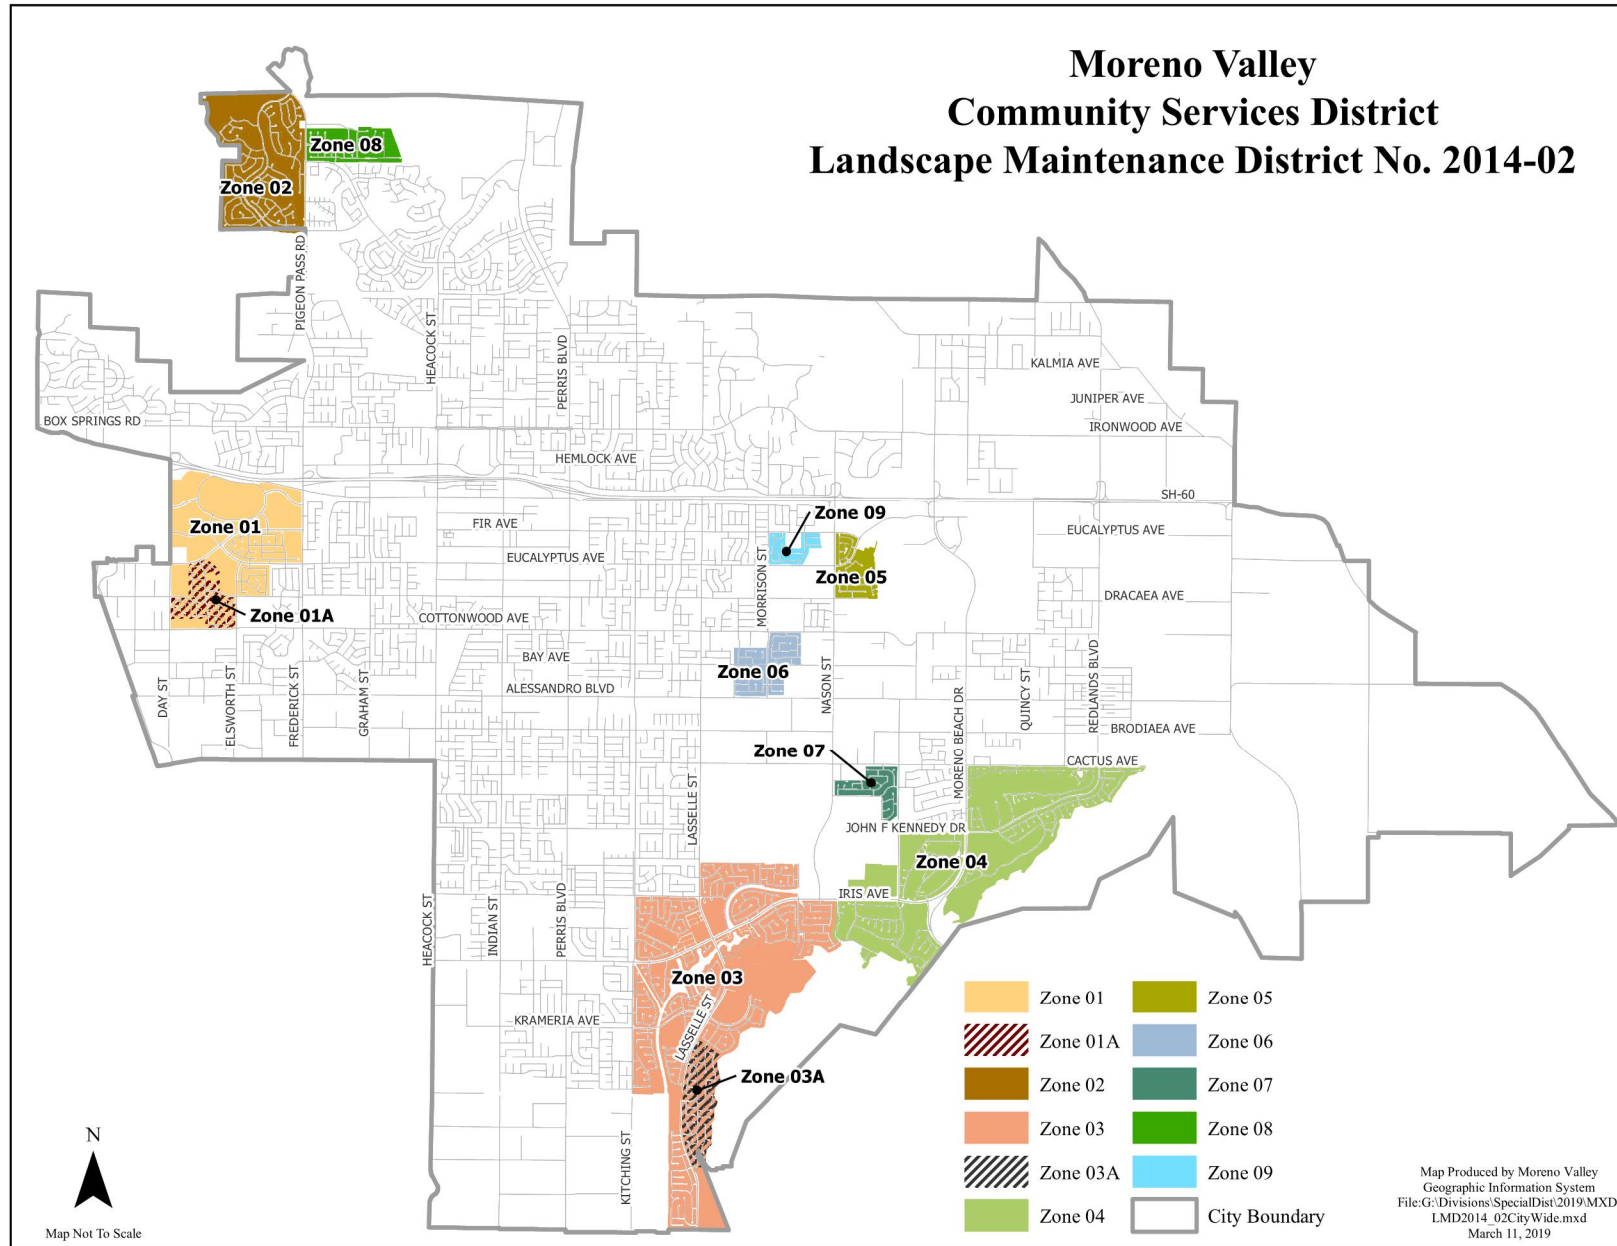 Moreno Valley
Community Services District
Landscape Maintenance District No. 2014-02
Zone 08
Zone 02
PIGEON PASS RD
HEACOCK ST
PERRIS BLVD
KALMIA AVE
JUNIPER AVE
IRONWOOD AVE
BOX SPRINGS RD
HEMLOCK AVE
SH-60
Zone 01
FIR AVE
Zone 09
EUCALYPTUS AVE
EUCALYPTUS AVE
MORRISON ST
Zone 05
DRACAEA AVE
Zone 01A
COTTONWOOD AVE
BAY AVE
Zone 06
ALESSANDRO BLVD
DAY ST
ELSWORTH ST
FREDERICK ST
GRAHAM ST
NASON ST
MORENO BEACH DR
QUINCY ST
REDLANDS BLVD
BRODIAEA AVE
Zone 07
CACTUS AVE
LASSELLE ST
JOHN F KENNEDY DR
Zone 04
IRIS AVE
HEACOCK ST
INDIAN ST
PERRIS BLVD
Zone 03
LASSELLE ST
KRAMERIA AVE
Zone 03A
KITCHING ST
Zone 01
Zone 01A
Zone 02
Zone 03
Zone 03A
Zone 04
Zone 05
Zone 06
Zone 07
Zone 08
Zone 09
City Boundary
N
Map Not To Scale
Map Produced by Moreno Valley
Geographic Information System
File:G:\Divisions\SpecialDist\2019\MXD
LMD2014_02CityWide.mxd
March 11, 2019